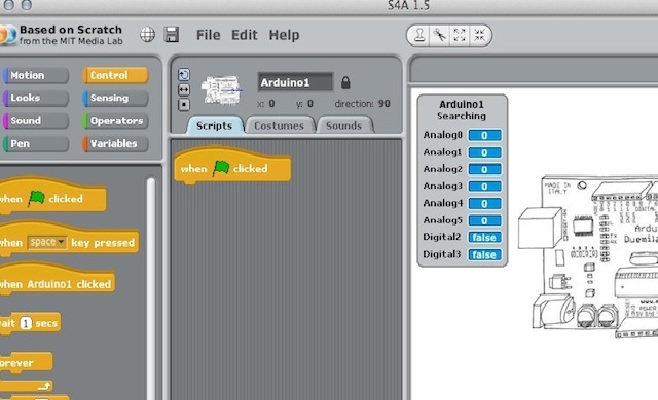 S4A 1.5
Based on Scratch
from the MIT Media Lab
File Edit Help
Motion Control
Looks Sensing
Sound Operators
Pen Variables
Arduino1
x: 0 y: 0 direction: 90
Scripts Costumes Sounds
when clicked
when clicked
when space key pressed
when Arduino1 clicked
wait 1 secs
forever
Arduino1
Searching
Analog0 0
Analog1 0
Analog2 0
Analog3 0
Analog4 0
Analog5 0
Digital2 false
Digital3 false
MADE IN
ITALY
TX
RX